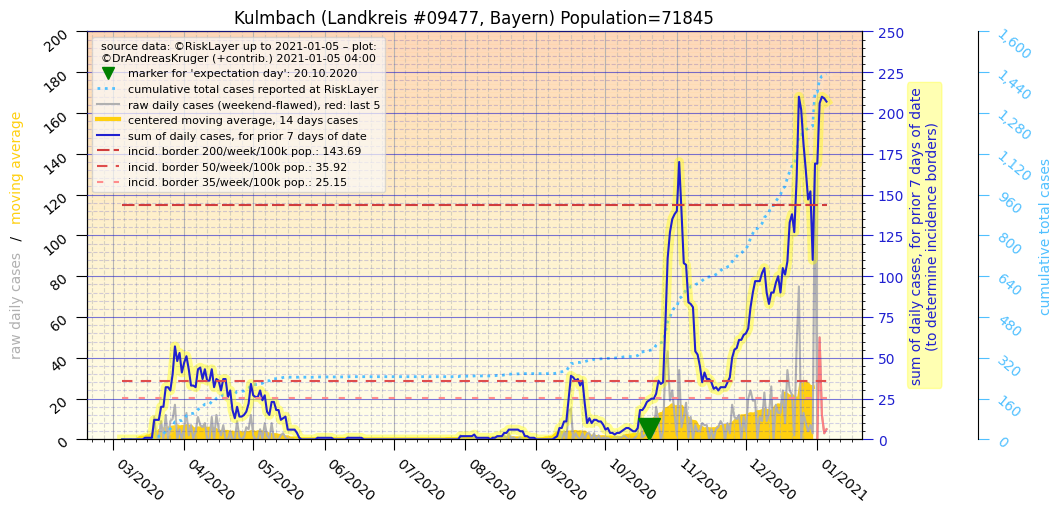 Kulmbach (Landkreis #09477, Bayern) Population=71845
source data: ©RiskLayer up to 2021-01-05 – plot:
©DrAndreasKruger (+contrib.) 2021-01-05 04:00
marker for 'expectation day': 20.10.2020
cumulative total cases reported at RiskLayer
raw daily cases (weekend-flawed), red: last 5
centered moving average, 14 days cases
sum of daily cases, for prior 7 days of date
incid. border 200/week/100k pop.: 143.69
incid. border 50/week/100k pop.: 35.92
incid. border 35/week/100k pop.: 25.15
raw daily cases / moving average
200
180
160
140
120
100
80
60
40
20
0
03/2020
04/2020
05/2020
06/2020
07/2020
08/2020
09/2020
10/2020
11/2020
12/2020
01/2021
250
225
200
175
150
125
100
75
50
25
0
sum of daily cases, for prior 7 days of date
(to determine incidence borders)
1,600
1,440
1,280
1,120
960
800
640
480
320
160
0
cumulative total cases